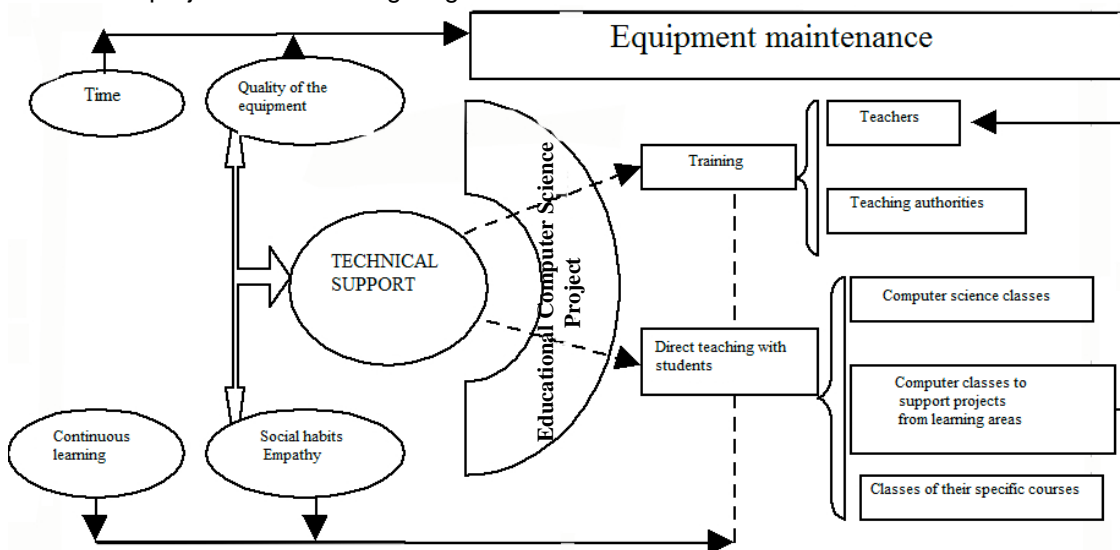 Equipment maintenance
Time
Quality of the
equipment
Teachers
Training
Teaching authorities
TECHNICAL
SUPPORT
Educational Computer Science
Project
Computer science classes
Direct teaching with
students
Computer classes to
support projects
from learning areas
Continuous
learning
Social habits
Empathy
Classes of their specific courses